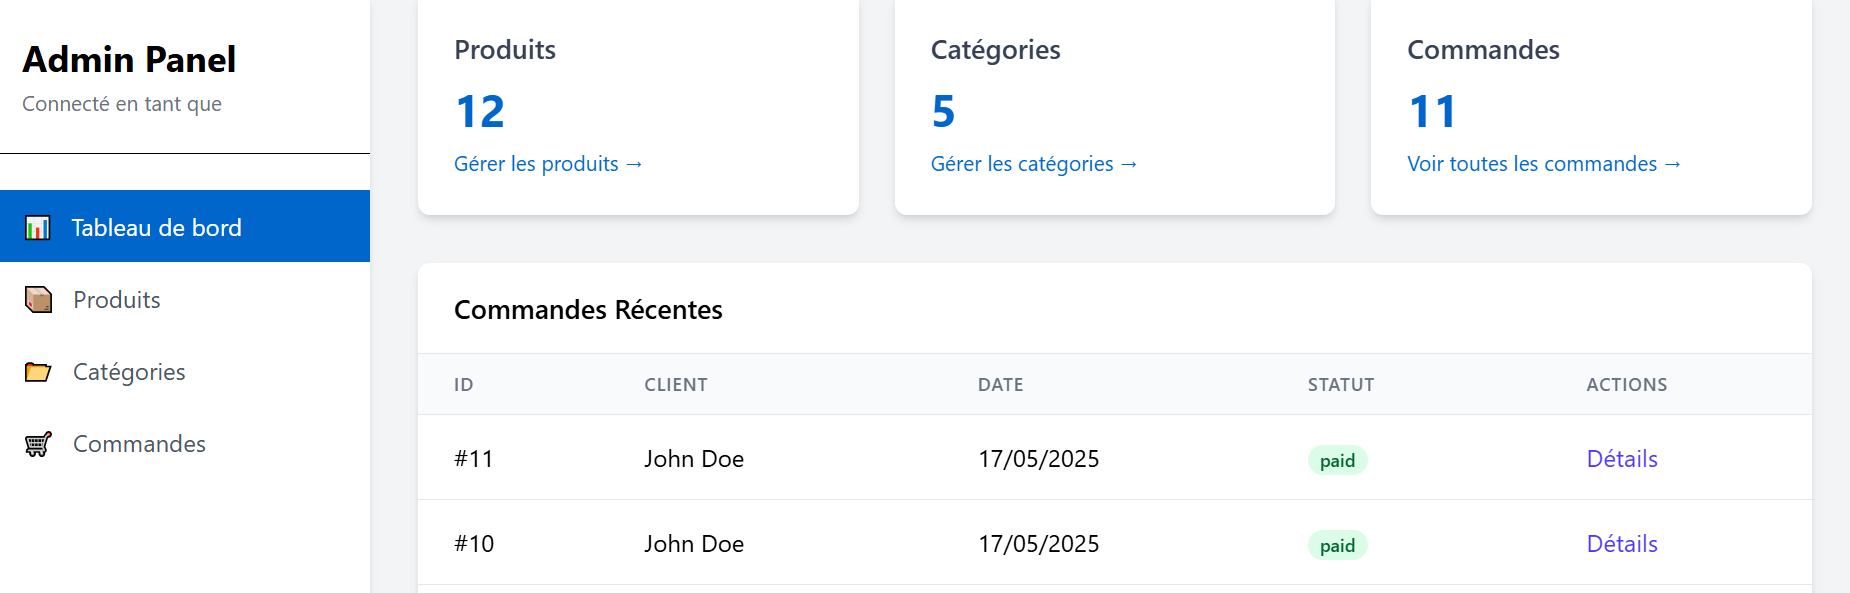 Admin Panel
Connecté en tant que
Tableau de bord
Produits
Catégories
Commandes
Produits
12
Gérer les produits →
Catégories
5
Gérer les catégories →
Commandes
11
Voir toutes les commandes →
Commandes Récentes
ID CLIENT DATE STATUT ACTIONS
#11 John Doe 17/05/2025 paid Détails
#10 John Doe 17/05/2025 paid Détails